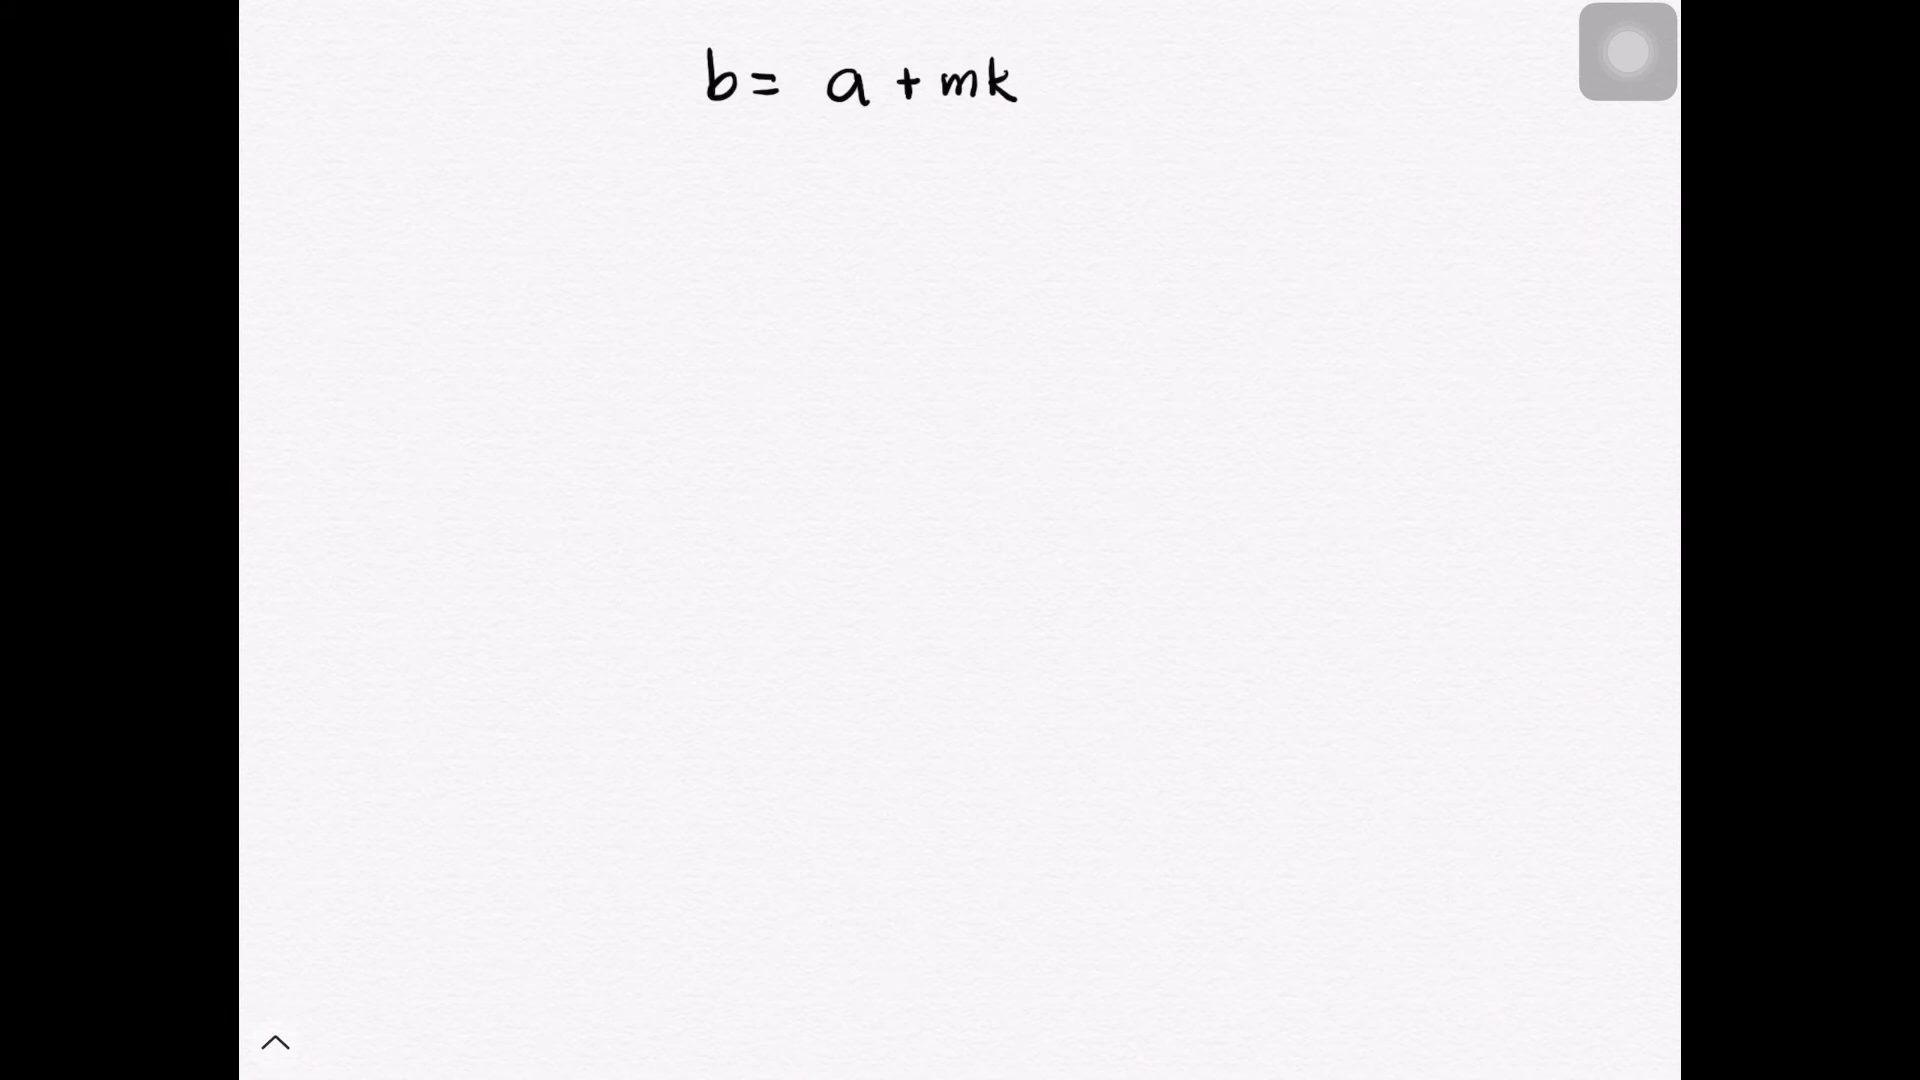 b = a + mk